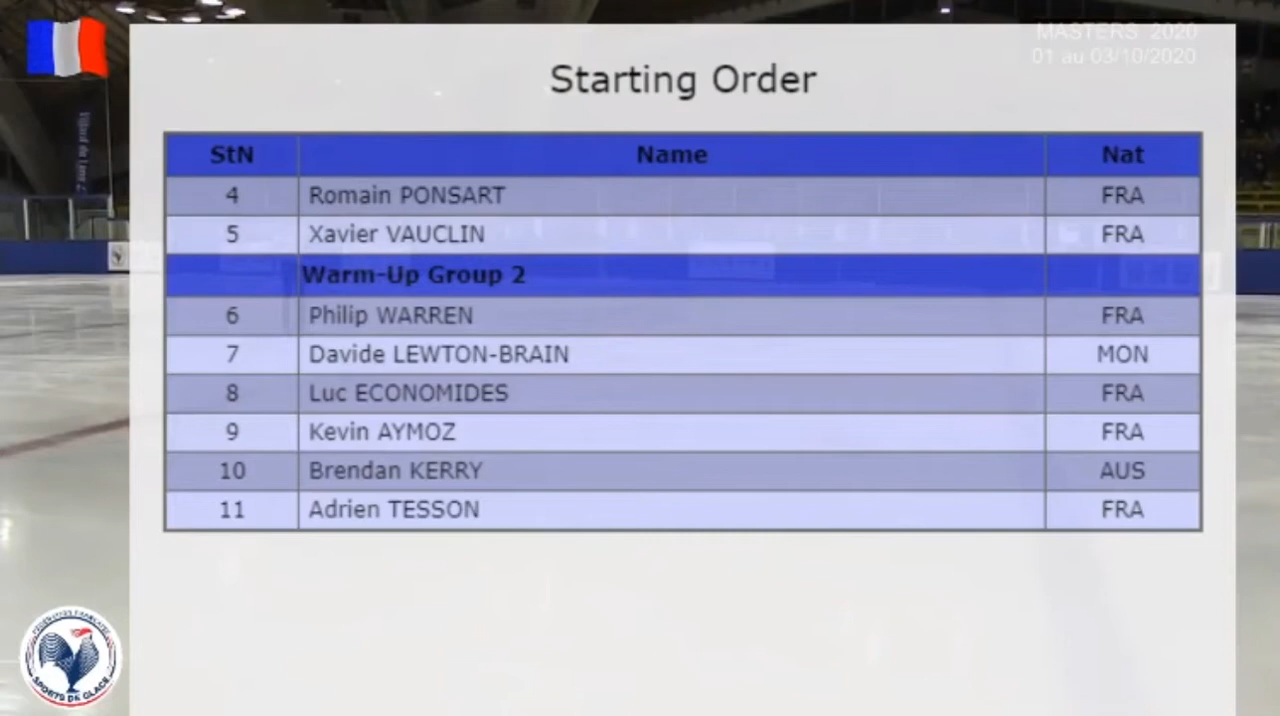 MASTERS 2020
01 au 03/10/2020
Starting Order
StN Name Nat
4 Romain PONSART FRA
5 Xavier VAUCLIN FRA
Warm-Up Group 2
6 Philip WARREN FRA
7 Davide LEWTON-BRAIN MON
8 Luc ECONOMIDES FRA
9 Kevin AYMOZ FRA
10 Brendan KERRY AUS
11 Adrien TESSON FRA
SPORTS DE GLACE